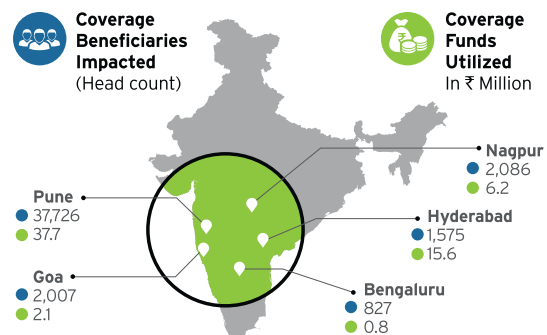 Coverage
Beneficiaries
Impacted
(Head count)
Coverage
Funds
Utilized
In ₹ Million
Nagpur
2,086
6.2
Pune
37,726
37.7
Hyderabad
1,575
15.6
Goa
2,007
2.1
Bengaluru
827
0.8